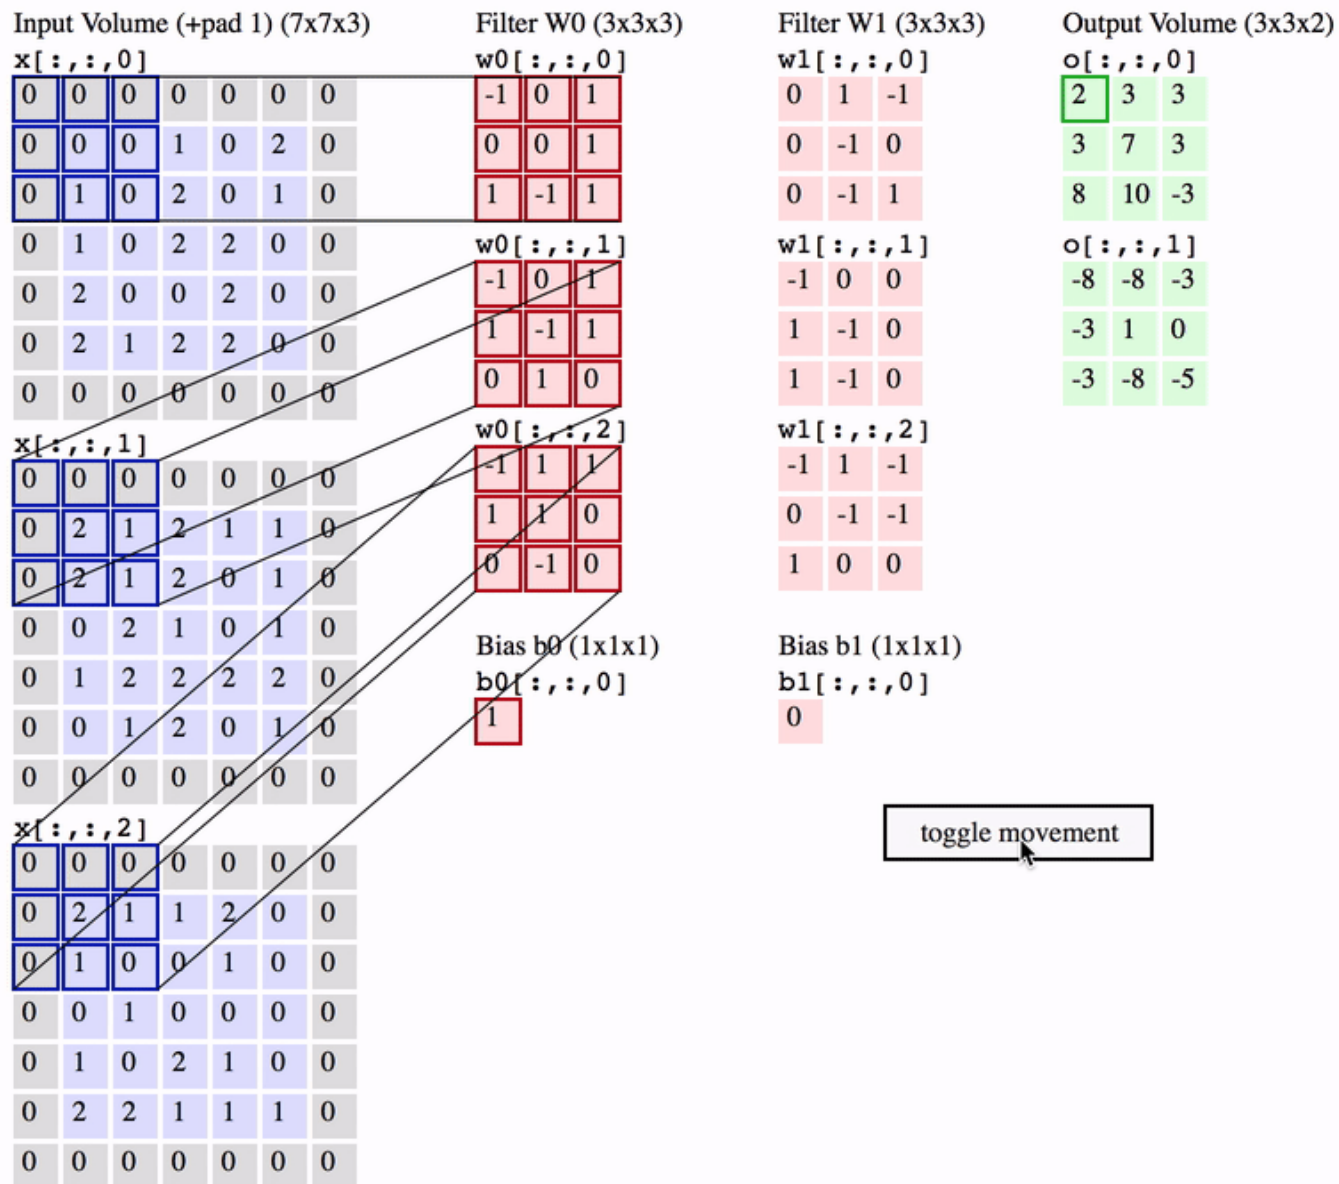 Input Volume (+pad 1) (7x7x3)
x[:,:,0]
0 0 0 0 0 0 0
0 0 0 1 0 2 0
0 1 0 2 0 1 0
0 1 0 2 2 0 0
0 2 0 0 2 0 0
0 2 1 2 2 0 0
0 0 0 0 0 0 0
x[:,:,1]
0 0 0 0 0 0 0
0 2 1 2 1 1 0
0 2 1 2 0 1 0
0 0 2 1 0 1 0
0 1 2 2 2 2 0
0 0 1 2 0 1 0
0 0 0 0 0 0 0
x[:,:,2]
0 0 0 0 0 0 0
0 2 1 1 2 0 0
0 1 0 0 1 0 0
0 0 1 0 0 0 0
0 1 0 2 1 0 0
0 2 2 1 1 1 0
0 0 0 0 0 0 0
Filter W0 (3x3x3)
w0[:,:,0]
-1 0 1
0 0 1
1 -1 1
w0[:,:,1]
-1 0 1
1 -1 1
0 1 0
w0[:,:,2]
-1 1 1
1 1 0
0 -1 0
Bias b0 (1x1x1)
b0[:,:,0]
1
Filter W1 (3x3x3)
w1[:,:,0]
0 1 -1
0 -1 0
0 -1 1
w1[:,:,1]
-1 0 0
1 -1 0
1 -1 0
w1[:,:,2]
-1 1 -1
0 -1 -1
1 0 0
Bias b1 (1x1x1)
b1[:,:,0]
0
Output Volume (3x3x2)
o[:,:,0]
2 3 3
3 7 3
8 10 -3
o[:,:,1]
-8 -8 -3
-3 1 0
-3 -8 -5
toggle movement